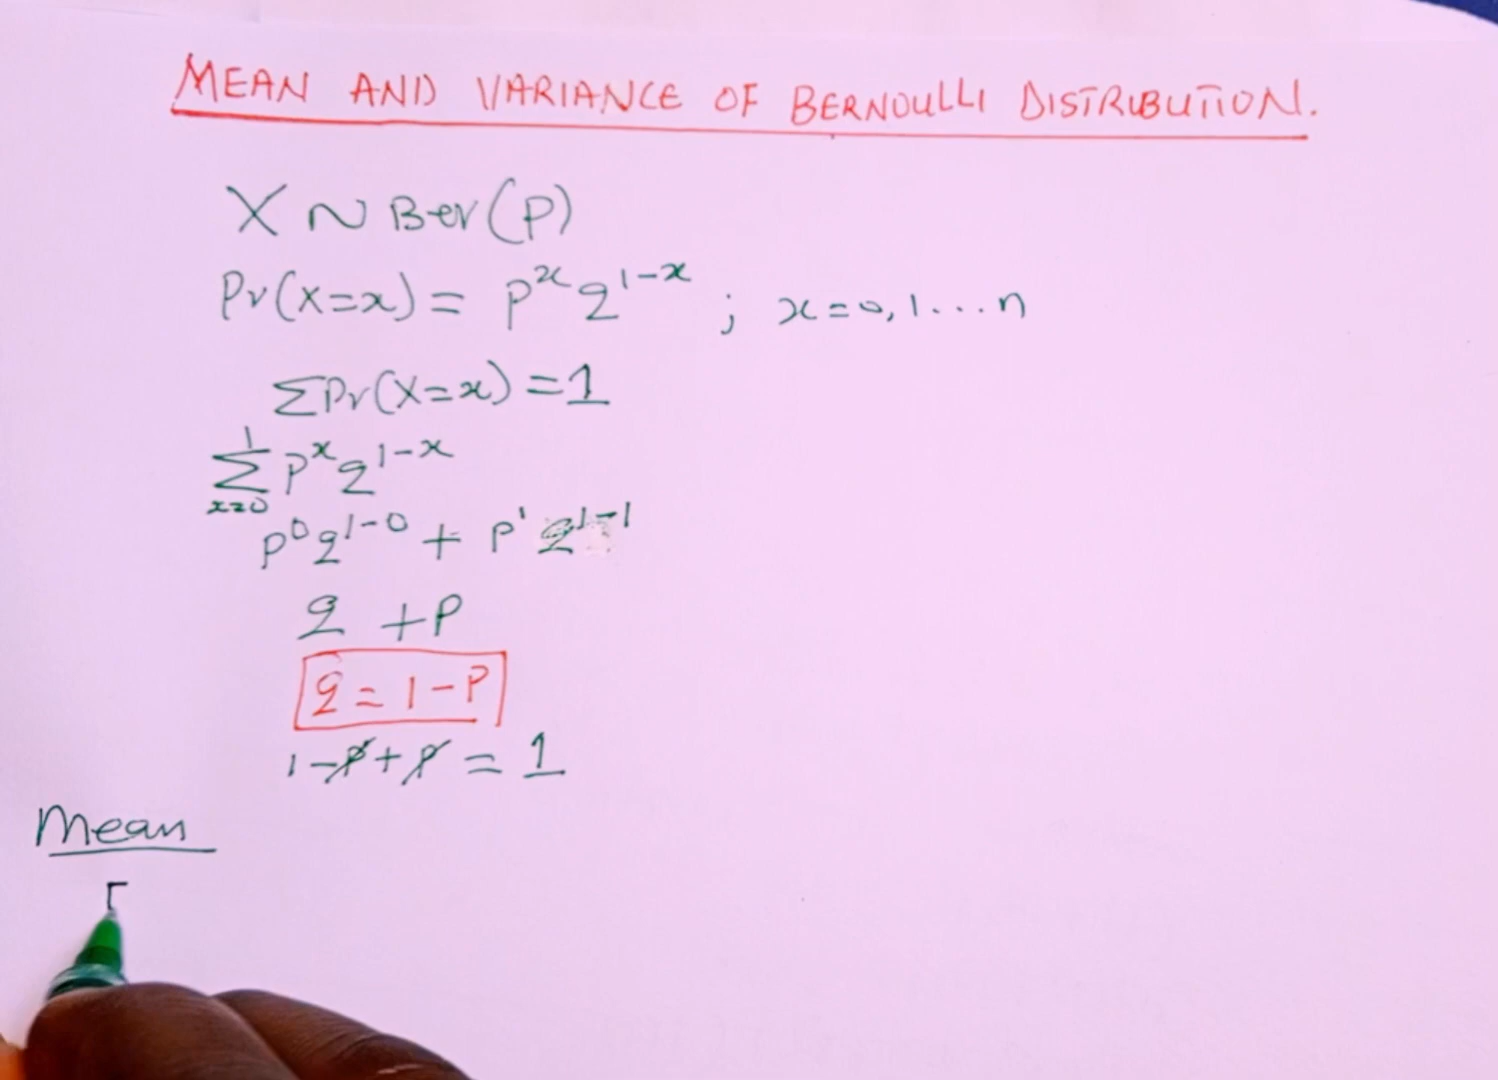 MEAN AND VARIANCE OF BERNOULLI DISTRIBUTION.
X ~ Ber(P)
Pr(X=x) = p^x q^1-x ; x=0,1...n
ΣPr(X=x) = 1
Σ_x=0^1 p^x q^1-x
p^0 q^1-0 + p^1 q^1-1
q + P
q = 1 - P
1 - p + p = 1
Mean